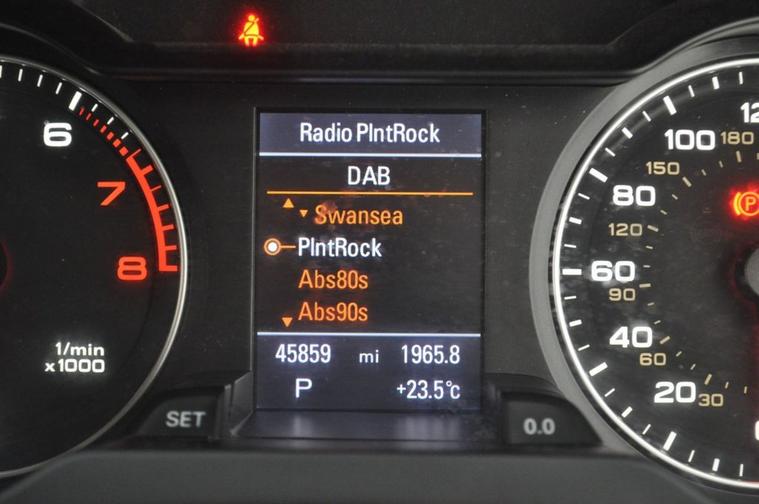 Radio PlntRock
DAB
Swansea
PlntRock
Abs80s
Abs90s
45859 mi 1965.8
P +23.5°C
SET
0.0
6
7
8
1/min
x1000
100
180
80
150
120
60
90
40
60
20
30
P